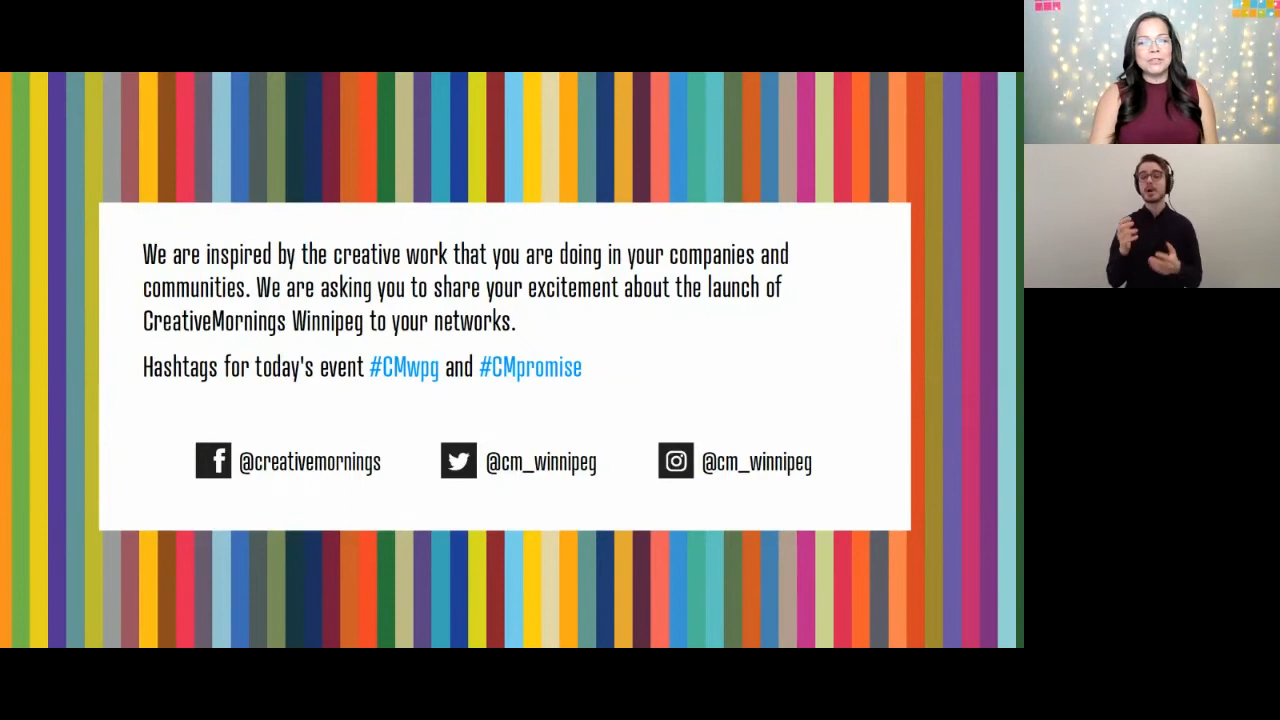 We are inspired by the creative work that you are doing in your companies and
communities. We are asking you to share your excitement about the launch of
CreativeMornings Winnipeg to your networks.
Hashtags for today's event #CMwpg and #CMpromise
@creativemornings @cm_winnipeg @cm_winnipeg